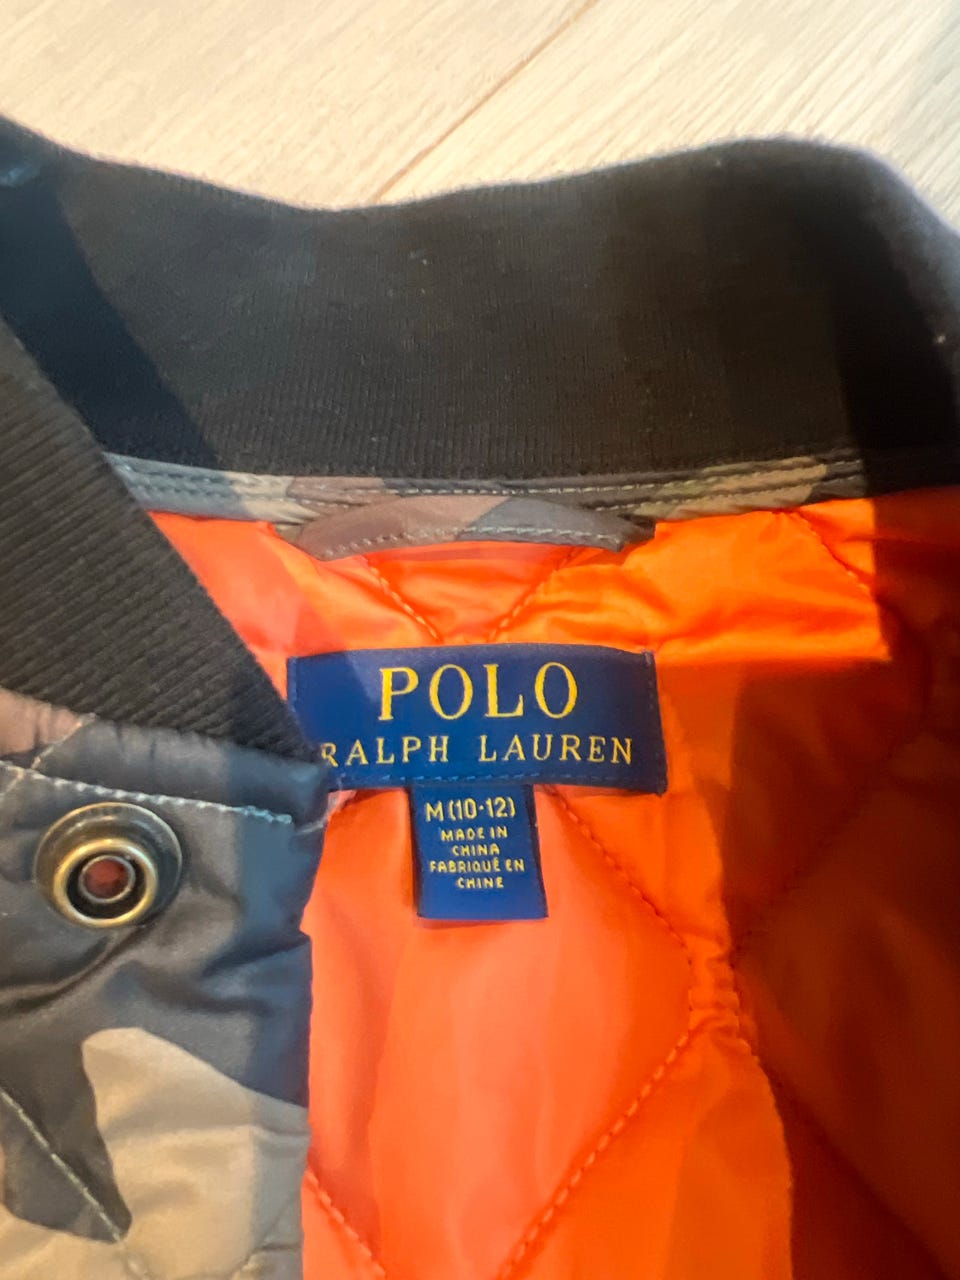 POLO
RALPH LAUREN
M(10-12)
MADE IN
CHINA
FABRIQUÉ EN
CHINE